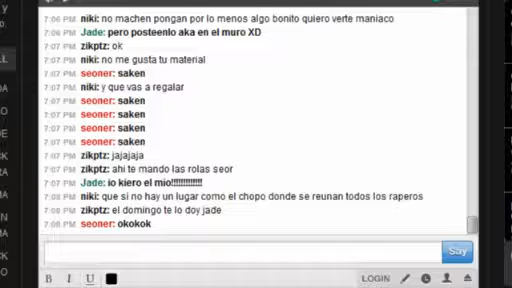 7:06 PM niki: no machen pongan por lo menos algo bonito quiero verte maniaco
7:06 PM Jade: pero posteenlo aka en el muro XD
7:07 PM zikptz: ok
7:07 PM niki: no me gusta tu material
7:07 PM seoner: saken
7:07 PM niki: y que vas a regalar
7:07 PM seoner: saken
7:07 PM seoner: saken
7:07 PM seoner: saken
7:07 PM seoner: saken
7:07 PM zikptz: jajajaja
7:07 PM zikptz: ahi te mando las rolas seor
7:07 PM Jade: io kiero el mio!!!!!!!!!!!!!
7:08 PM niki: que si no hay un lugar como el chopo donde se reunan todos los raperos
7:08 PM zikptz: el domingo te lo doy jade
7:08 PM seoner: okokok
Say
B I U LOGIN